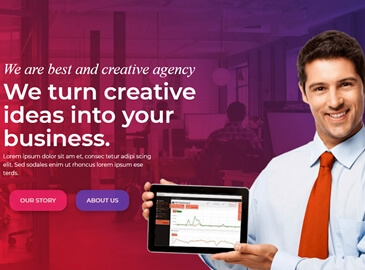 We are best and creative agency
We turn creative
ideas into your
business.
Lorem ipsum dolor sit am et, consec tetur adipi scing
elit, Sed sodales enim ut rhoncus lorem ipsum ese
terds.
OUR STORY
ABOUT US